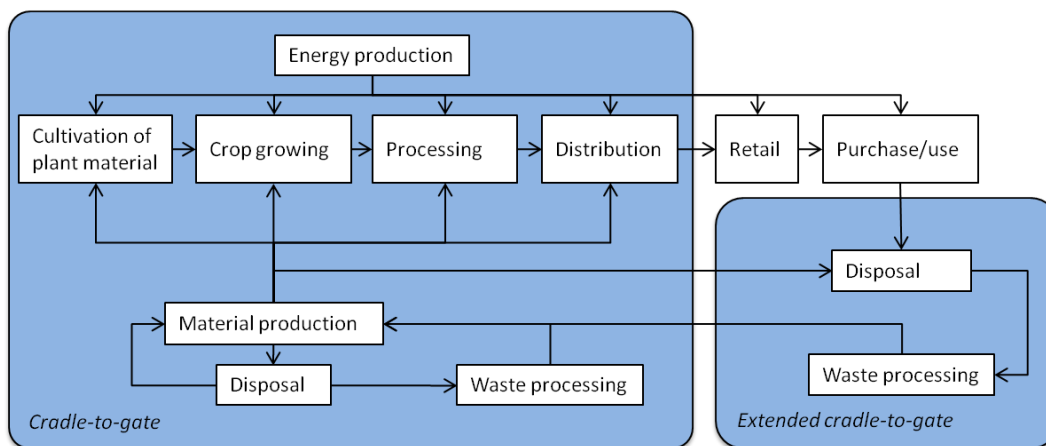 Energy production
Cultivation of
plant material
Crop growing
Processing
Distribution
Retail
Purchase/use
Disposal
Material production
Disposal
Waste processing
Waste processing
Cradle-to-gate
Extended cradle-to-gate